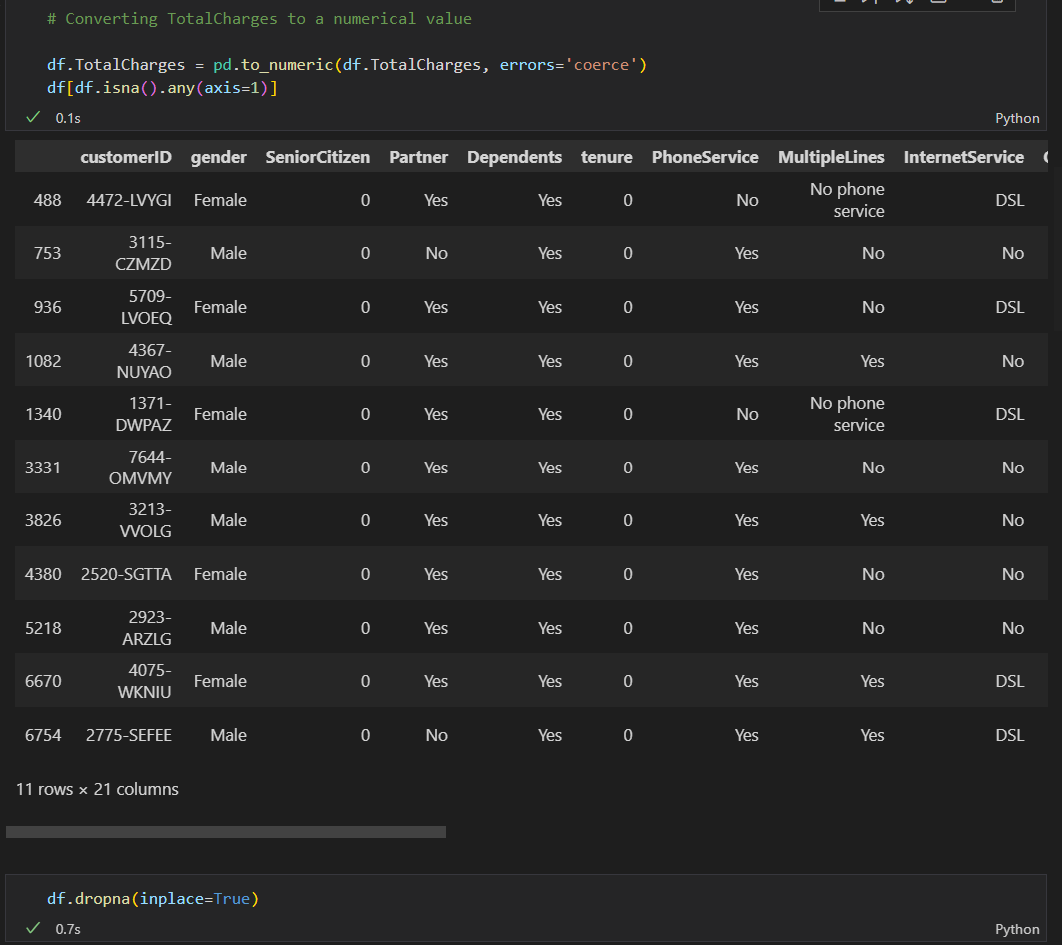 # Converting TotalCharges to a numerical value
df.TotalCharges = pd.to_numeric(df.TotalCharges, errors='coerce')
df[df.isna().any(axis=1)]
0.1s Python
customerID gender SeniorCitizen Partner Dependents tenure PhoneService MultipleLines InternetService
488 4472-LVYGI Female 0 Yes Yes 0 No No phone service DSL
753 3115-CZMZD Male 0 No Yes 0 Yes No No
936 5709-LVOEQ Female 0 Yes Yes 0 Yes No DSL
1082 4367-NUYAO Male 0 Yes Yes 0 Yes Yes No
1340 1371-DWPAZ Female 0 Yes Yes 0 No No phone service DSL
3331 7644-OMVMY Male 0 Yes Yes 0 Yes No No
3826 3213-VVOLG Male 0 Yes Yes 0 Yes Yes No
4380 2520-SGTTA Female 0 Yes Yes 0 Yes No No
5218 2923-ARZLG Male 0 Yes Yes 0 Yes No No
6670 4075-WKNIU Female 0 Yes Yes 0 Yes Yes DSL
6754 2775-SEFEE Male 0 No Yes 0 Yes Yes DSL
11 rows × 21 columns
df.dropna(inplace=True)
0.7s Python